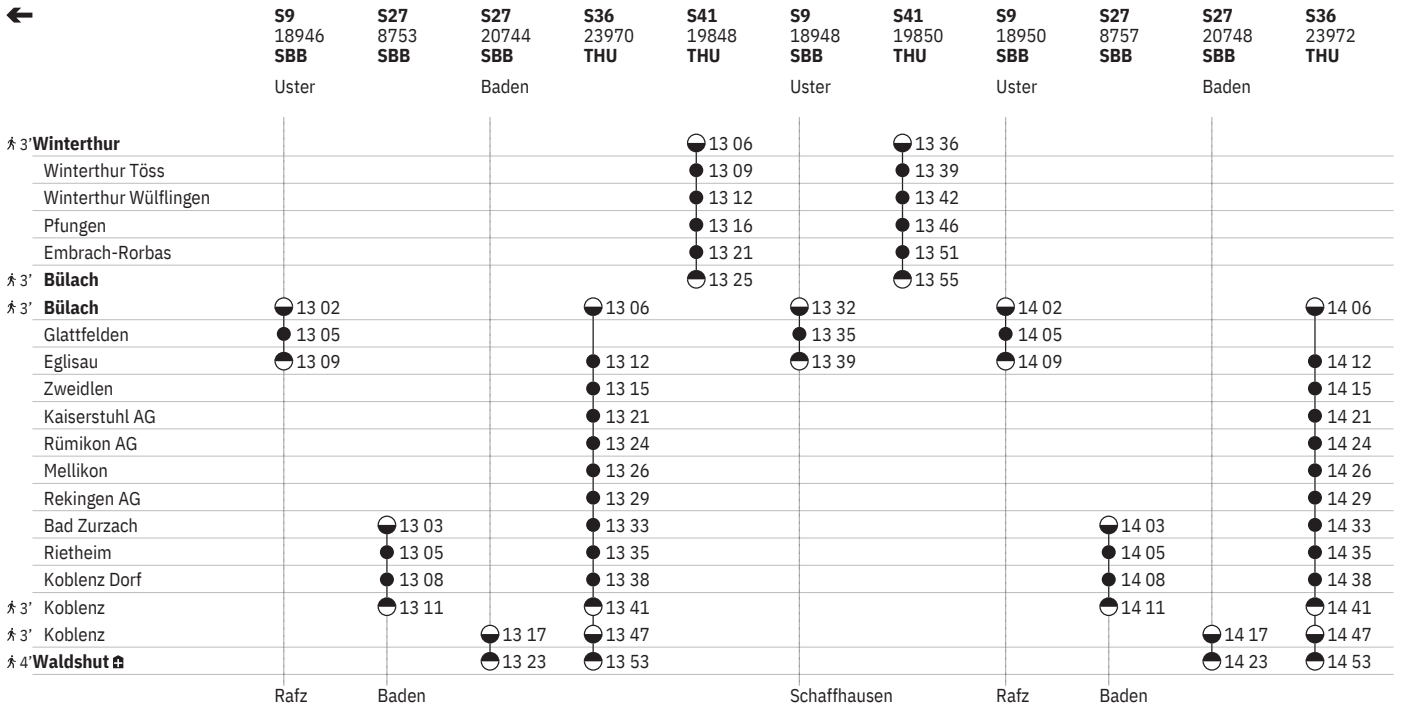 S9 S27 S27 S36 S41 S9 S41 S9 S27 S27 S36
18946 8753 20744 23970 19848 18948 19850 18950 8757 20748 23972
SBB SBB SBB THU THU SBB THU SBB SBB SBB THU
Uster Baden Uster Uster Baden
3' Winterthur 13 06 13 36
Winterthur Töss 13 09 13 39
Winterthur Wülflingen 13 12 13 42
Pfungen 13 16 13 46
Embrach-Rorbas 13 21 13 51
3' Bülach 13 25 13 55
3' Bülach 13 02 13 06 13 32 14 02 14 06
Glattfelden 13 05 13 35 14 05
Eglisau 13 09 13 12 13 39 14 09 14 12
Zweidlen 13 15 14 15
Kaiserstuhl AG 13 21 14 21
Rümikon AG 13 24 14 24
Mellikon 13 26 14 26
Rekingen AG 13 29 14 29
Bad Zurzach 13 03 13 33 14 03 14 33
Rietheim 13 05 13 35 14 05 14 35
Koblenz Dorf 13 08 13 38 14 08 14 38
3' Koblenz 13 11 13 41 14 11 14 41
3' Koblenz 13 17 13 47 14 17 14 47
4' Waldshut 13 23 13 53 14 23 14 53
Rafz Baden Schaffhausen Rafz Baden